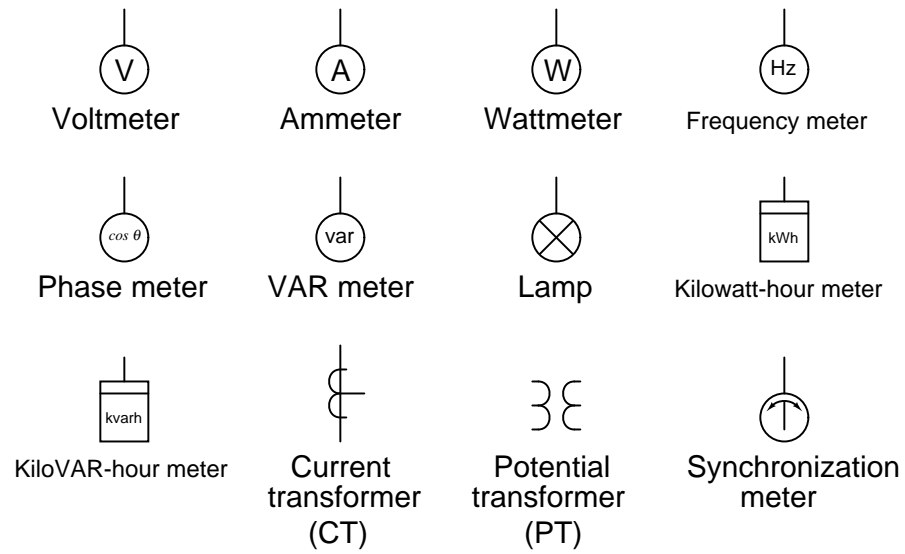 V
A
W
Hz
Voltmeter
Ammeter
Wattmeter
Frequency meter
cos θ
var
kWh
Phase meter
VAR meter
Lamp
Kilowatt-hour meter
kvarh
KiloVAR-hour meter
Current
transformer
(CT)
Potential
transformer
(PT)
Synchronization
meter